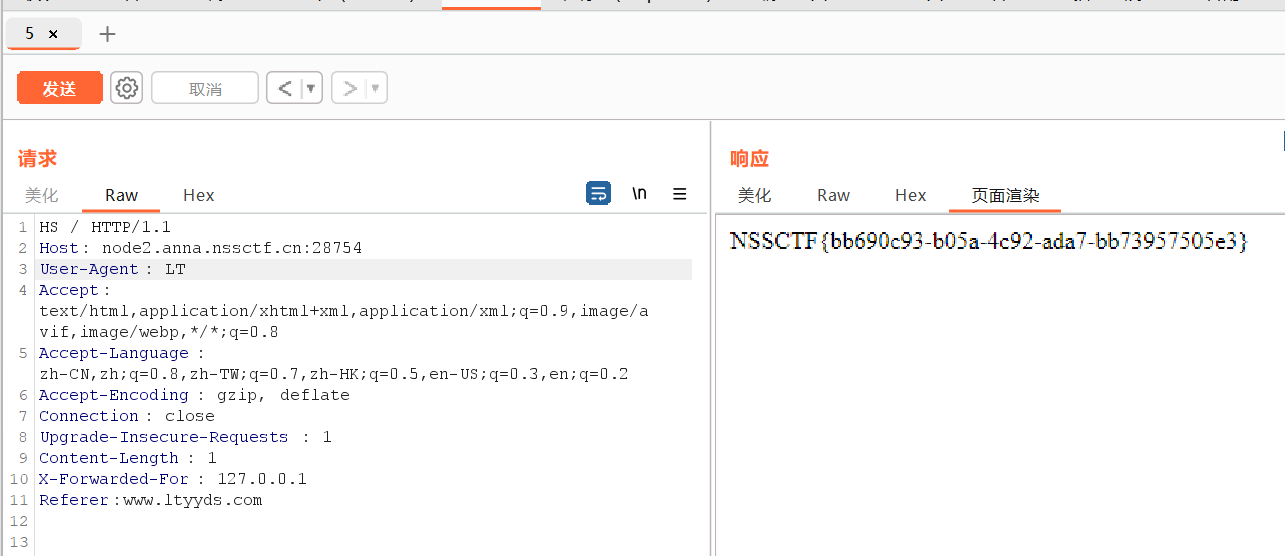 5 ×
发送
取消
请求
美化 Raw Hex
\n
1 HS / HTTP/1.1
2 Host: node2.anna.nssctf.cn:28754
3 User-Agent: LT
4 Accept:
text/html,application/xhtml+xml,application/xml;q=0.9,image/a
vif,image/webp,*/*;q=0.8
5 Accept-Language:
zh-CN,zh;q=0.8,zh-TW;q=0.7,zh-HK;q=0.5,en-US;q=0.3,en;q=0.2
6 Accept-Encoding: gzip, deflate
7 Connection: close
8 Upgrade-Insecure-Requests: 1
9 Content-Length: 1
10 X-Forwarded-For: 127.0.0.1
11 Referer:www.ltyyds.com
12
13
响应
美化 Raw Hex 页面渲染
NSSCTF{bb690c93-b05a-4c92-ada7-bb73957505e3}